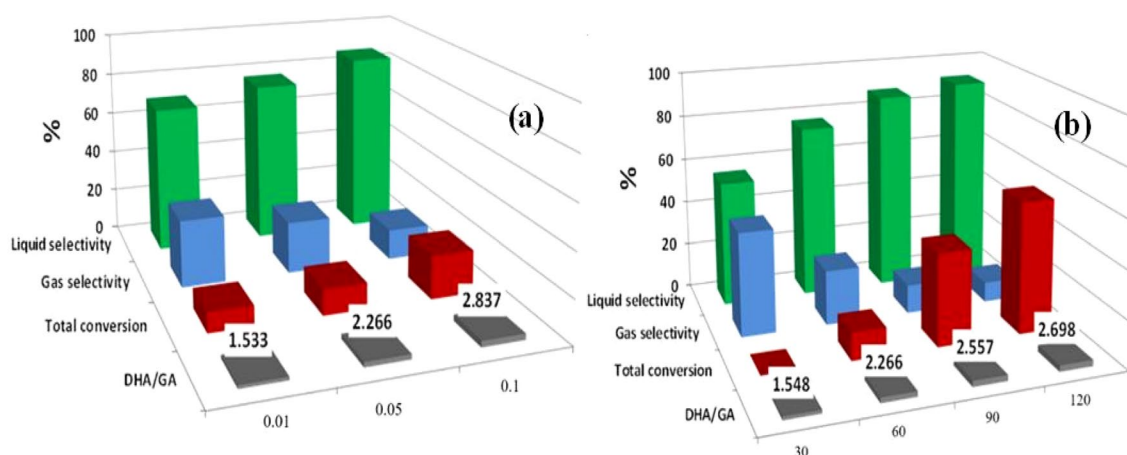 100
80
60
40
20
0
%
(a)
Liquid selectivity
Gas selectivity
Total conversion
DHA/GA
1.533
2.266
2.837
0.01
0.05
0.1
100
80
60
40
20
0
%
(b)
Liquid selectivity
Gas selectivity
Total conversion
DHA/GA
1.548
2.266
2.557
2.698
30
60
90
120